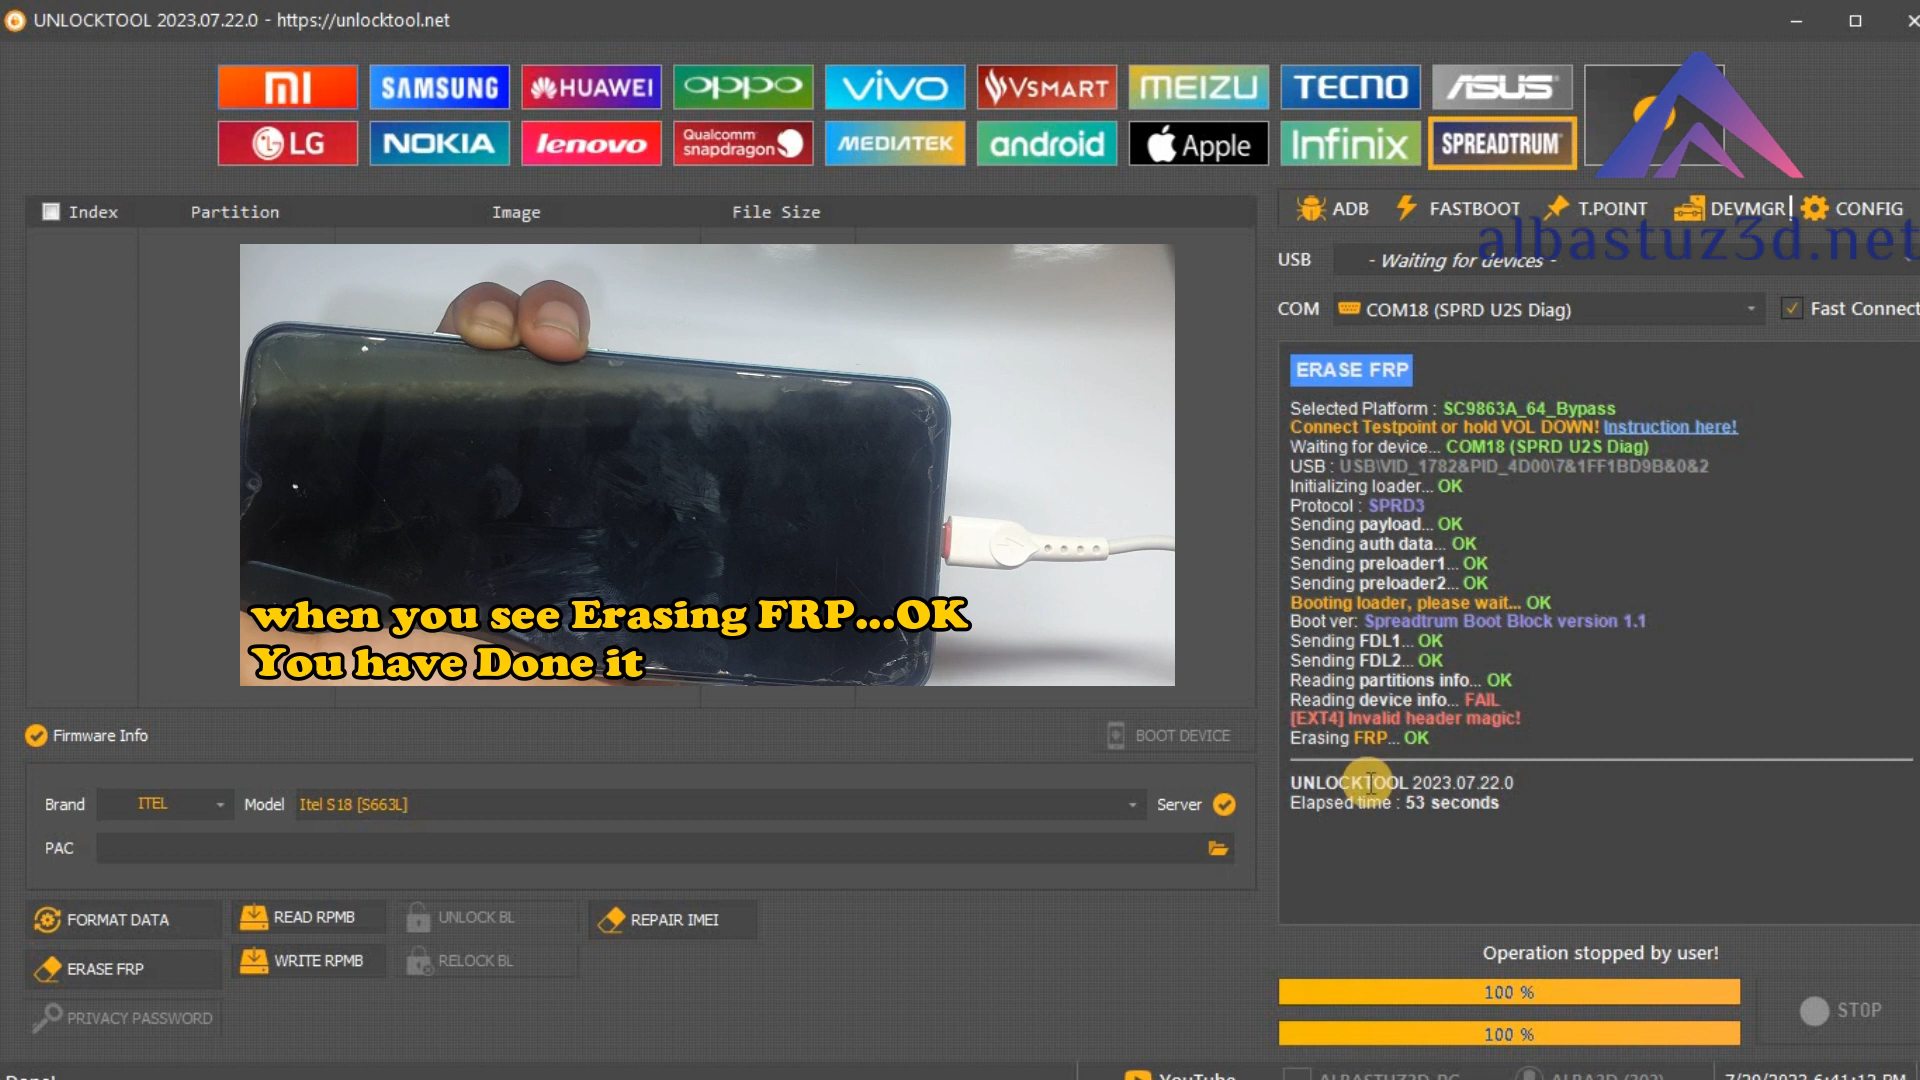 UNLOCKTOOL 2023.07.22.0 - https://unlocktool.net
mi SAMSUNG HUAWEI oppo vivo VSMART MEIZU TECNO ASUS
LG NOKIA lenovo Qualcomm snapdragon MEDIATEK android Apple Infinix SPREADTRUM
Index Partition Image File Size
ADB FASTBOOT T.POINT DEVMGR CONFIG
albastuz3d.net
USB - Waiting for devices -
COM COM18 (SPRD U2S Diag) Fast Connect
ERASE FRP
Selected Platform : SC9863A_64_Bypass
Connect Testpoint or hold VOL DOWN! Instruction here!
Waiting for device... COM18 (SPRD U2S Diag)
USB : USB\VID_1782&PID_4D00\7&1FF1BD9B&0&2
Initializing loader... OK
Protocol : SPRD3
Sending payload... OK
Sending auth data... OK
Sending preloader1... OK
Sending preloader2... OK
Booting loader, please wait... OK
Boot ver: Spreadtrum Boot Block version 1.1
Sending FDL1... OK
Sending FDL2... OK
Reading partitions info... OK
Reading device info... FAIL
[EXT4] Invalid header magic!
Erasing FRP... OK
UNLOCKTOOL 2023.07.22.0
Elapsed time : 53 seconds
when you see Erasing FRP...OK
You have Done it
Firmware Info BOOT DEVICE
Brand ITEL Model Itel S18 [S663L] Server
PAC
FORMAT DATA READ RPMB UNLOCK BL REPAIR IMEI
ERASE FRP WRITE RPMB RELOCK BL
PRIVACY PASSWORD
Operation stopped by user!
100 %
100 %
STOP
YouTube